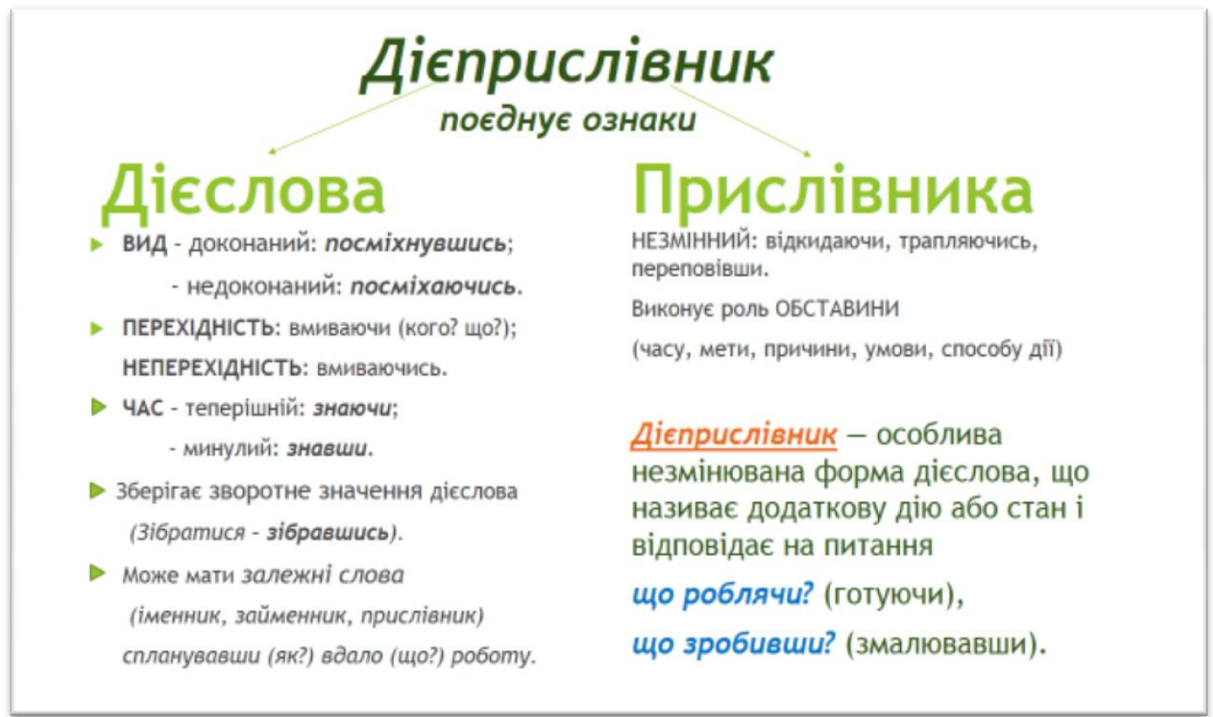 Дієприслівник
поєднує ознаки
Дієслова
ВИД - доконаний: посміхнувшись;
- недоконаний: посміхаючись.
ПЕРЕХІДНІСТЬ: вмиваючи (кого? що?);
НЕПЕРЕХІДНІСТЬ: вмиваючись.
ЧАС - теперішній: знаючи;
- минулий: знавши.
Зберігає зворотне значення дієслова
(Зібратися - зібравшись).
Може мати залежні слова
(іменник, займенник, прислівник)
спланувавши (як?) вдало (що?) роботу.
Прислівника
НЕЗМІННИЙ: відкидаючи, трапляючись,
переповівши.
Виконує роль ОБСТАВИНИ
(часу, мети, причини, умови, способу дії)
Дієприслівник — особлива
незмінювана форма дієслова, що
називає додаткову дію або стан і
відповідає на питання
що роблячи? (готуючи),
що зробивши? (змалювавши).